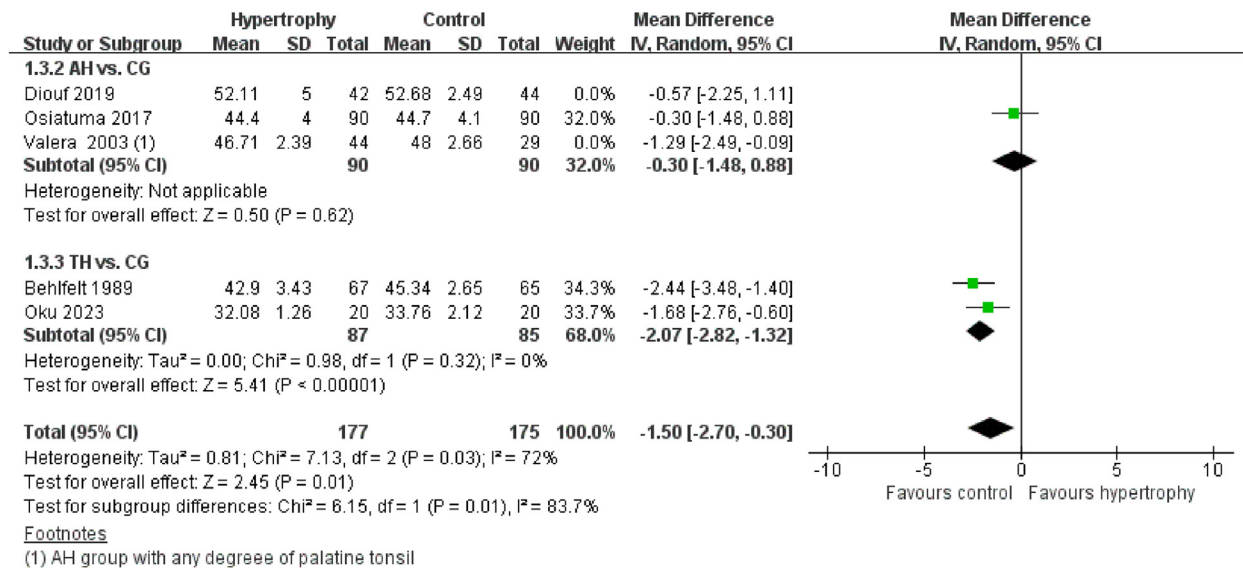 Hypertrophy Control Mean Difference Mean Difference
Study or Subgroup Mean SD Total Mean SD Total Weight IV, Random, 95% CI IV, Random, 95% CI
1.3.2 AH vs. CG
Diouf 2019 52.11 5 42 52.68 2.49 44 0.0% -0.57 [-2.25, 1.11]
Osiatuma 2017 44.4 4 90 44.7 4.1 90 32.0% -0.30 [-1.48, 0.88]
Valera 2003 (1) 46.71 2.39 44 48 2.66 29 0.0% -1.29 [-2.49, -0.09]
Subtotal (95% CI) 90 90 32.0% -0.30 [-1.48, 0.88]
Heterogeneity: Not applicable
Test for overall effect: Z = 0.50 (P = 0.62)
1.3.3 TH vs. CG
Behlfelt 1989 42.9 3.43 67 45.34 2.65 65 34.3% -2.44 [-3.48, -1.40]
Oku 2023 32.08 1.26 20 33.76 2.12 20 33.7% -1.68 [-2.76, -0.60]
Subtotal (95% CI) 87 85 68.0% -2.07 [-2.82, -1.32]
Heterogeneity: Tau² = 0.00; Chi² = 0.98, df = 1 (P = 0.32); I² = 0%
Test for overall effect: Z = 5.41 (P < 0.00001)
Total (95% CI) 177 175 100.0% -1.50 [-2.70, -0.30]
Heterogeneity: Tau² = 0.81; Chi² = 7.13, df = 2 (P = 0.03); I² = 72%
Test for overall effect: Z = 2.45 (P = 0.01)
Test for subgroup differences: Chi² = 6.15, df = 1 (P = 0.01), I² = 83.7%
-10 -5 0 5 10
Favours control Favours hypertrophy
Footnotes
(1) AH group with any degreee of palatine tonsil